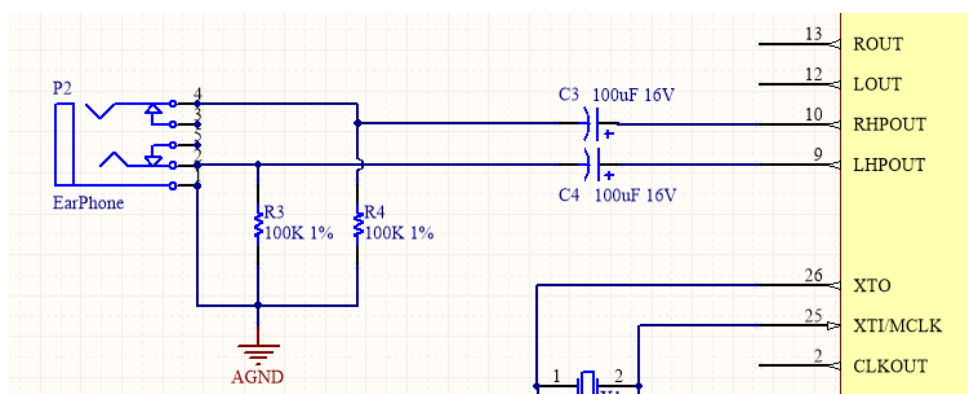 13
ROUT
P2
4
C3 100uF 16V
12
LOUT
3
10
RHPOUT
5
2
9
LHPOUT
1
EarPhone
C4 100uF 16V
R3
100K 1%
R4
100K 1%
26
XTO
25
XTI/MCLK
AGND
2
CLKOUT
1
2